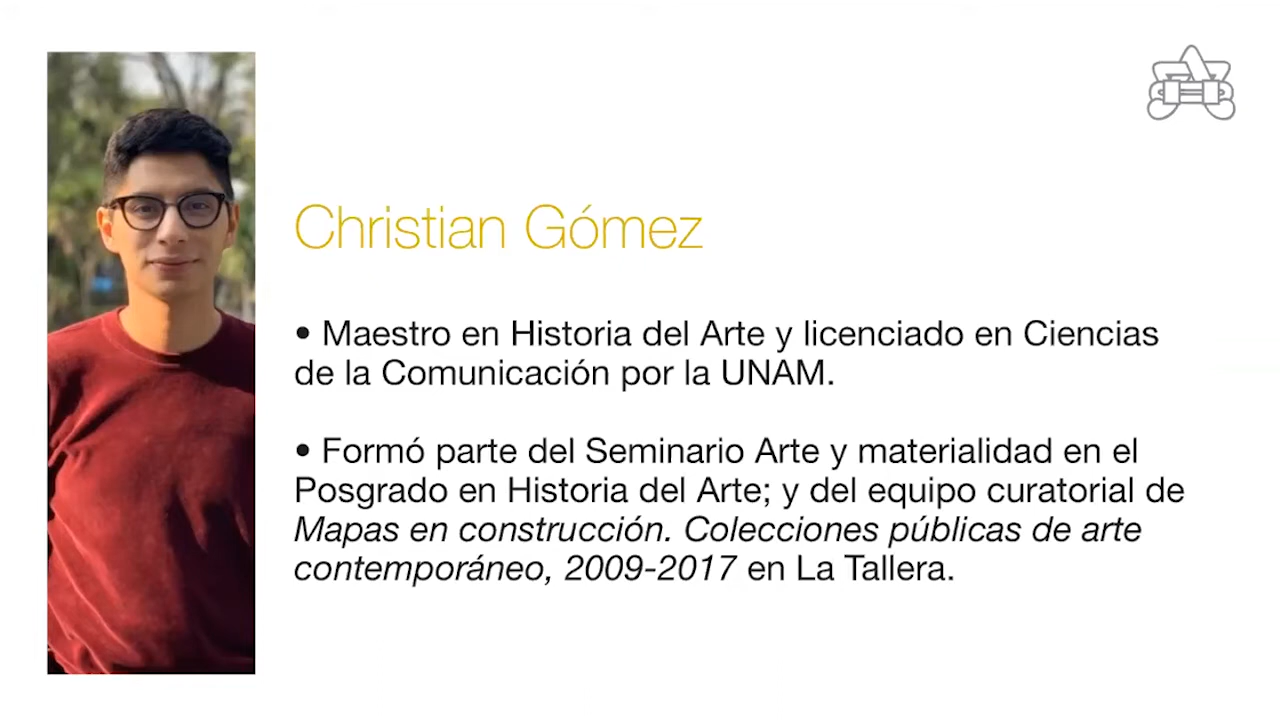 Christian Gómez
• Maestro en Historia del Arte y licenciado en Ciencias
de la Comunicación por la UNAM.
• Formó parte del Seminario Arte y materialidad en el
Posgrado en Historia del Arte; y del equipo curatorial de
Mapas en construcción. Colecciones públicas de arte
contemporáneo, 2009-2017 en La Tallera.